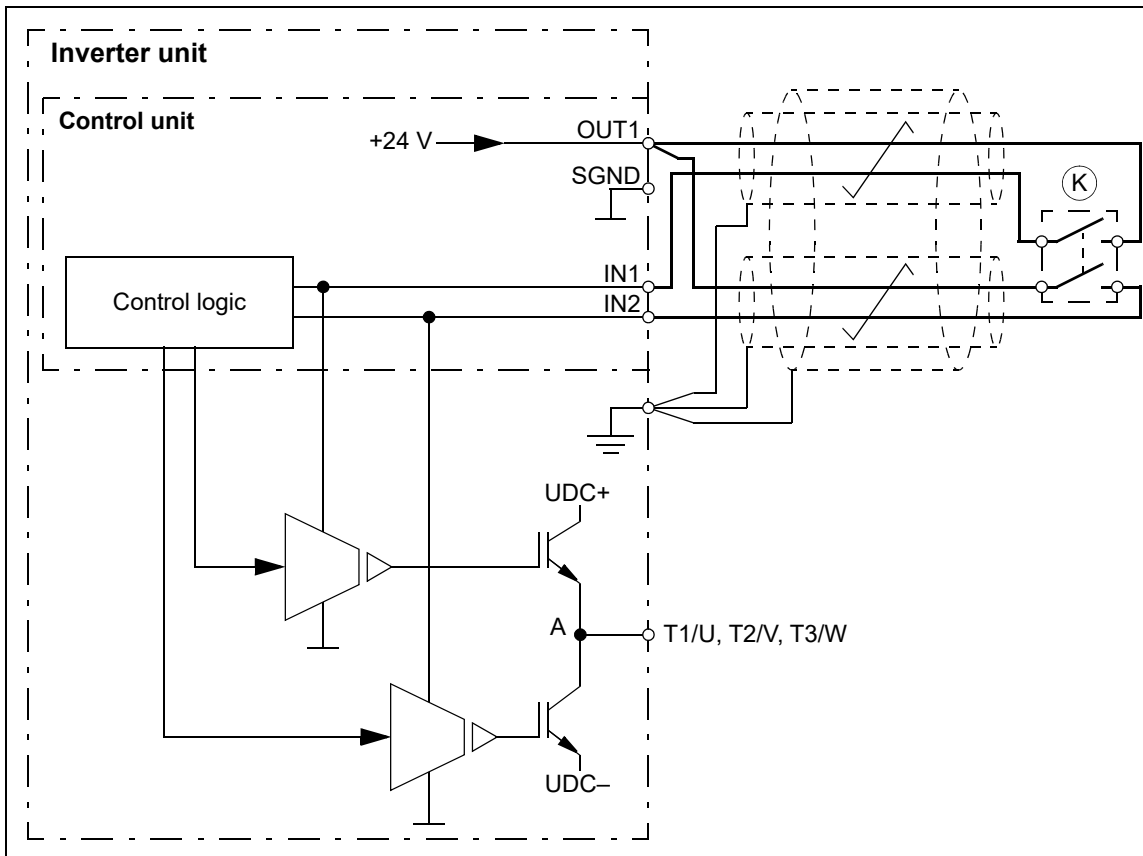 Inverter unit
Control unit
+24 V
OUT1
SGND
K
IN1
IN2
Control logic
UDC+
A
T1/U, T2/V, T3/W
UDC–